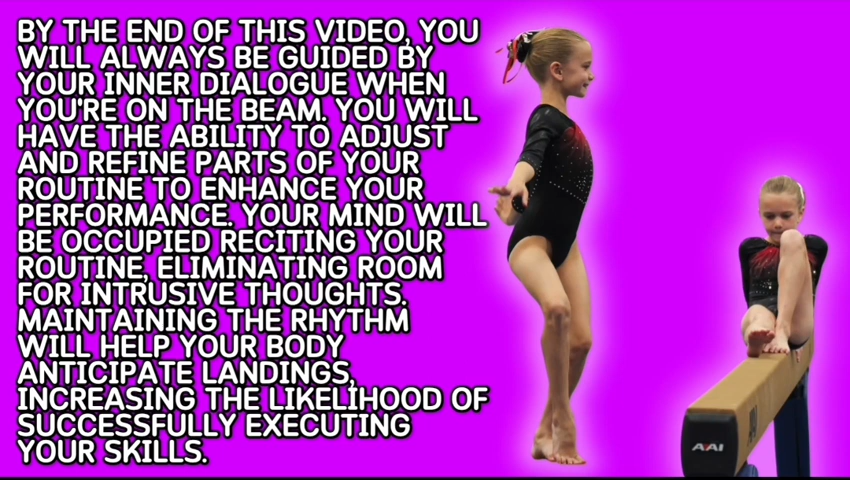 BY THE END OF THIS VIDEO, YOU
WILL ALWAYS BE GUIDED BY
YOUR INNER DIALOGUE WHEN
YOU'RE ON THE BEAM. YOU WILL
HAVE THE ABILITY TO ADJUST
AND REFINE PARTS OF YOUR
ROUTINE TO ENHANCE YOUR
PERFORMANCE. YOUR MIND WILL
BE OCCUPIED RECITING YOUR
ROUTINE, ELIMINATING ROOM
FOR INTRUSIVE THOUGHTS.
MAINTAINING THE RHYTHM
WILL HELP YOUR BODY
ANTICIPATE LANDINGS,
INCREASING THE LIKELIHOOD OF
SUCCESSFULLY EXECUTING
YOUR SKILLS.
AAI